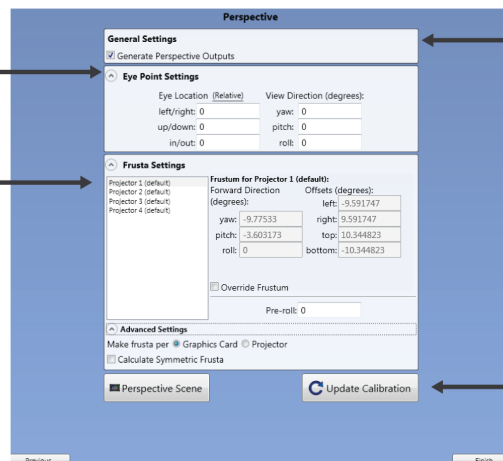 Perspective
General Settings
Generate Perspective Outputs
Eye Point Settings
Eye Location (Relative) View Direction (degrees):
left/right: 0 yaw: 0
up/down: 0 pitch: 0
in/out: 0 roll: 0
Frusta Settings
Projector 1 (default)
Projector 2 (default)
Projector 3 (default)
Projector 4 (default)
Frustum for Projector 1 (default):
Forward Direction (degrees):
yaw: -9.77533
pitch: -3.603173
roll: 0
Offsets (degrees):
left: -9.591747
right: 9.591747
top: 10.344823
bottom: -10.344823
Override Frustum
Pre-roll: 0
Advanced Settings
Make frusta per Graphics Card Projector
Calculate Symmetric Frusta
Perspective Scene Update Calibration
Previous Finish